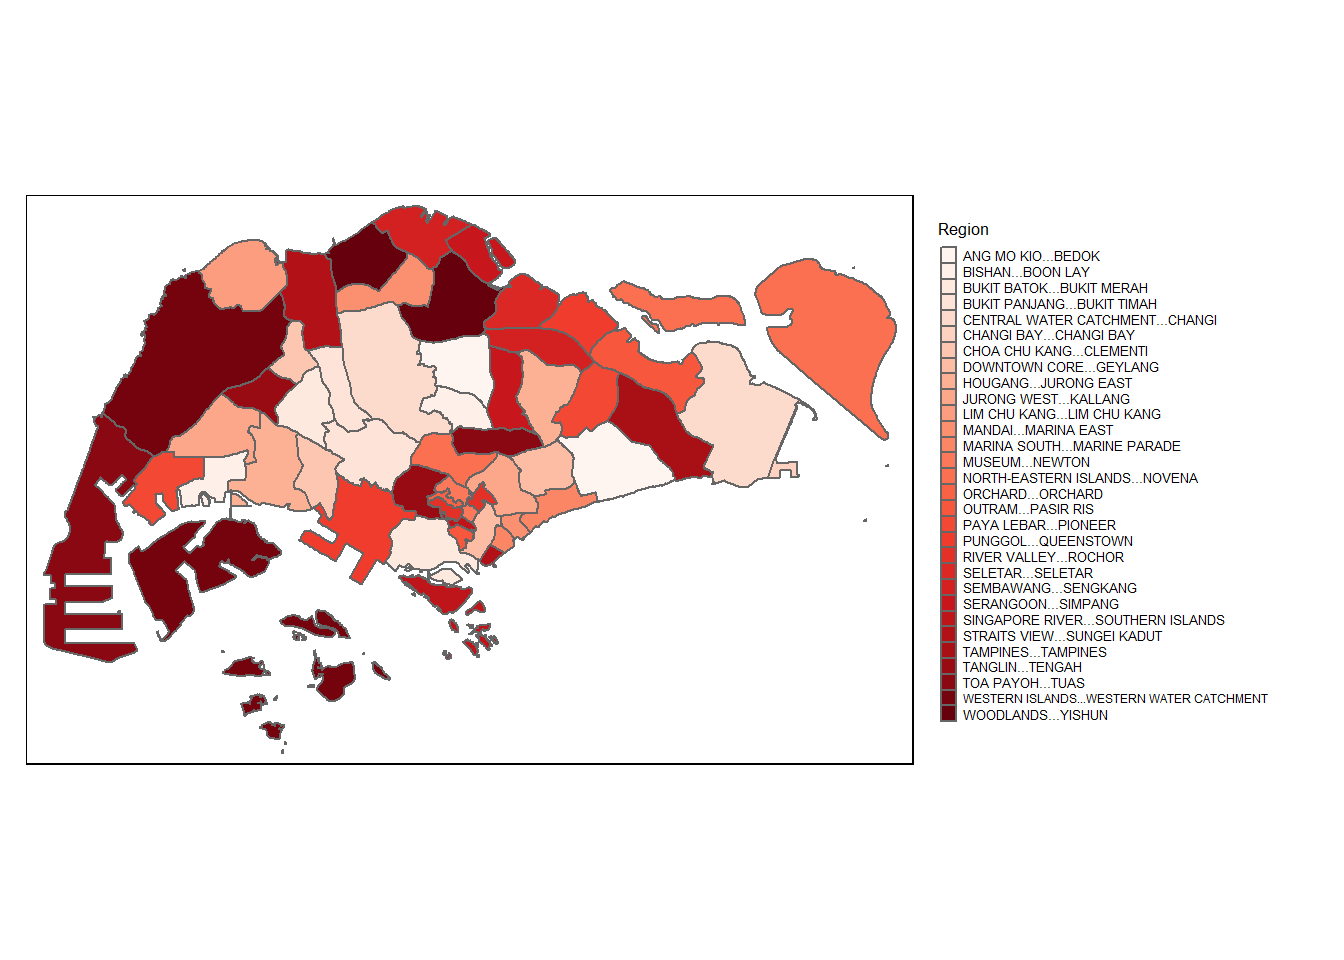 Region
ANG MO KIO...BEDOK
BISHAN...BOON LAY
BUKIT BATOK...BUKIT MERAH
BUKIT PANJANG...BUKIT TIMAH
CENTRAL WATER CATCHMENT...CHANGI
CHANGI BAY...CHANGI BAY
CHOA CHU KANG...CLEMENTI
DOWNTOWN CORE...GEYLANG
HOUGANG...JURONG EAST
JURONG WEST...KALLANG
LIM CHU KANG...LIM CHU KANG
MANDAI...MARINA EAST
MARINA SOUTH...MARINE PARADE
MUSEUM...NEWTON
NORTH-EASTERN ISLANDS...NOVENA
ORCHARD...ORCHARD
OUTRAM...PASIR RIS
PAYA LEBAR...PIONEER
PUNGGOL...QUEENSTOWN
RIVER VALLEY...ROCHOR
SELETAR...SELETAR
SEMBAWANG...SENGKANG
SERANGOON...SIMPANG
SINGAPORE RIVER...SOUTHERN ISLANDS
STRAITS VIEW...SUNGEI KADUT
TAMPINES...TAMPINES
TANGLIN...TENGAH
TOA PAYOH...TUAS
WESTERN ISLANDS...WESTERN WATER CATCHMENT
WOODLANDS...YISHUN